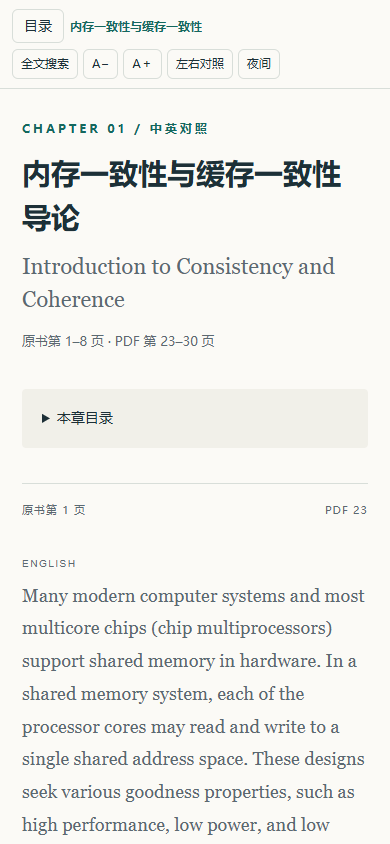 目录 内存一致性与缓存一致性
全文搜索 A− A+ 左右对照 夜间
CHAPTER 01 / 中英对照
内存一致性与缓存一致性
导论
Introduction to Consistency and
Coherence
原书第 1–8 页 · PDF 第 23–30 页
▶ 本章目录
原书第 1 页 PDF 23
ENGLISH
Many modern computer systems and most
multicore chips (chip multiprocessors)
support shared memory in hardware. In a
shared memory system, each of the
processor cores may read and write to a
single shared address space. These designs
seek various goodness properties, such as
high performance, low power, and low